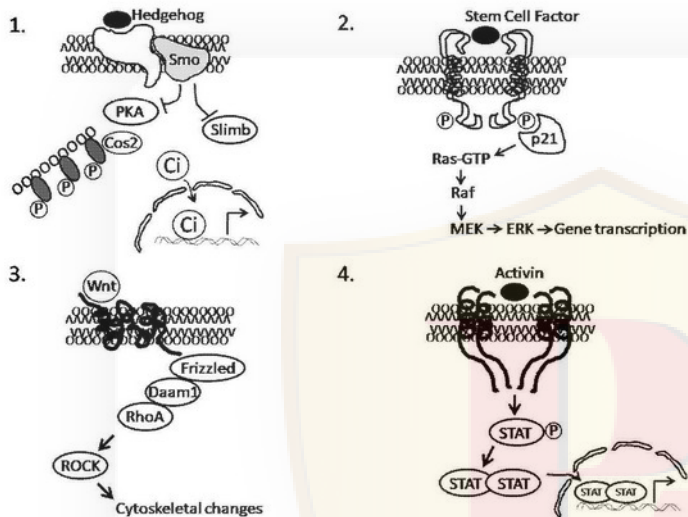 1.
Hedgehog
Smo
PKA
Slimb
Cos2
P
P
P
Ci
Ci
2.
Stem Cell Factor
P
P
p21
Ras-GTP
Raf
MEK → ERK → Gene transcription
3.
Wnt
Frizzled
Daam1
RhoA
ROCK
Cytoskeletal changes
4.
Activin
STAT P
STAT STAT
STAT STAT